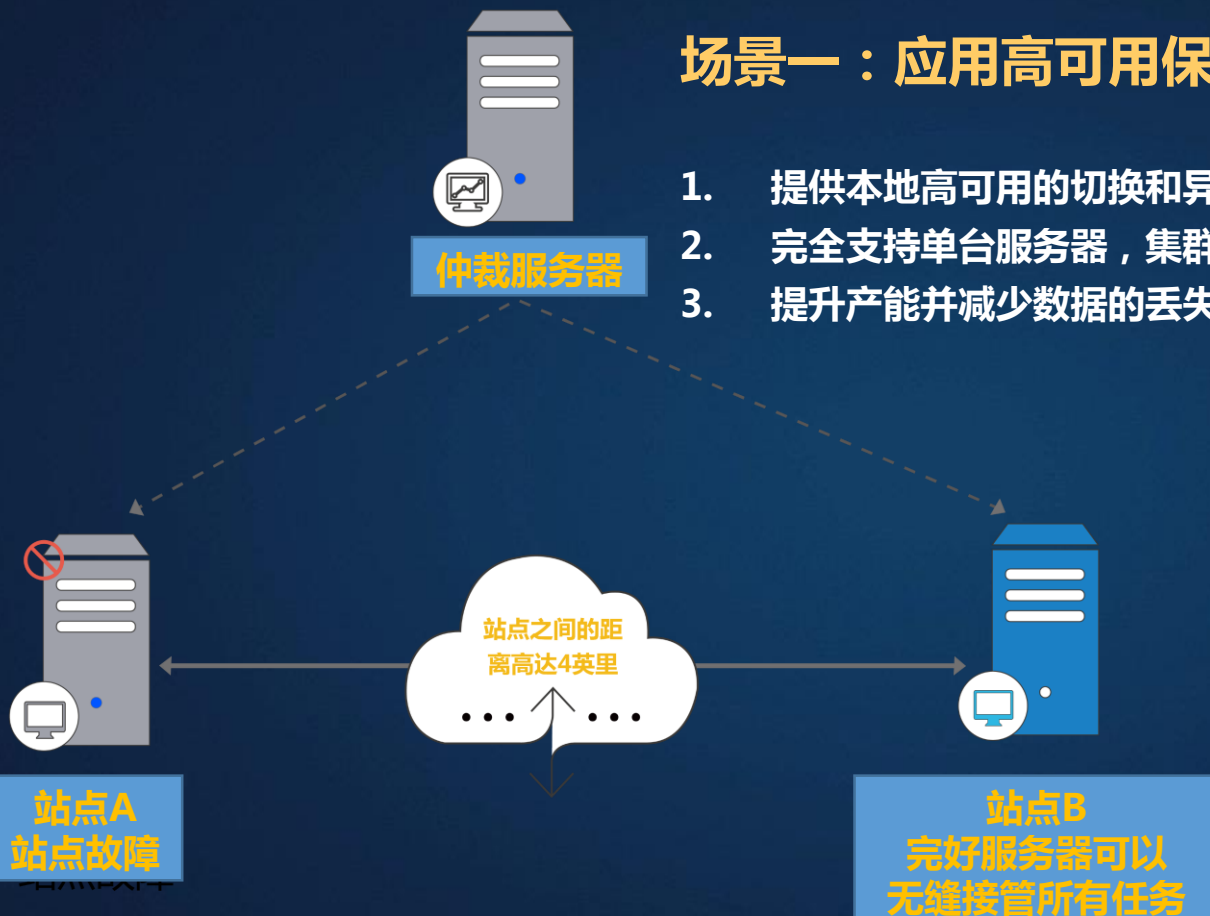 场景一：应用高可用保
1. 提供本地高可用的切换和异
2. 完全支持单台服务器，集群
3. 提升产能并减少数据的丢失
仲裁服务器
站点之间的距
离高达4英里
站点A
站点故障
站点B
完好服务器可以
无缝接管所有任务